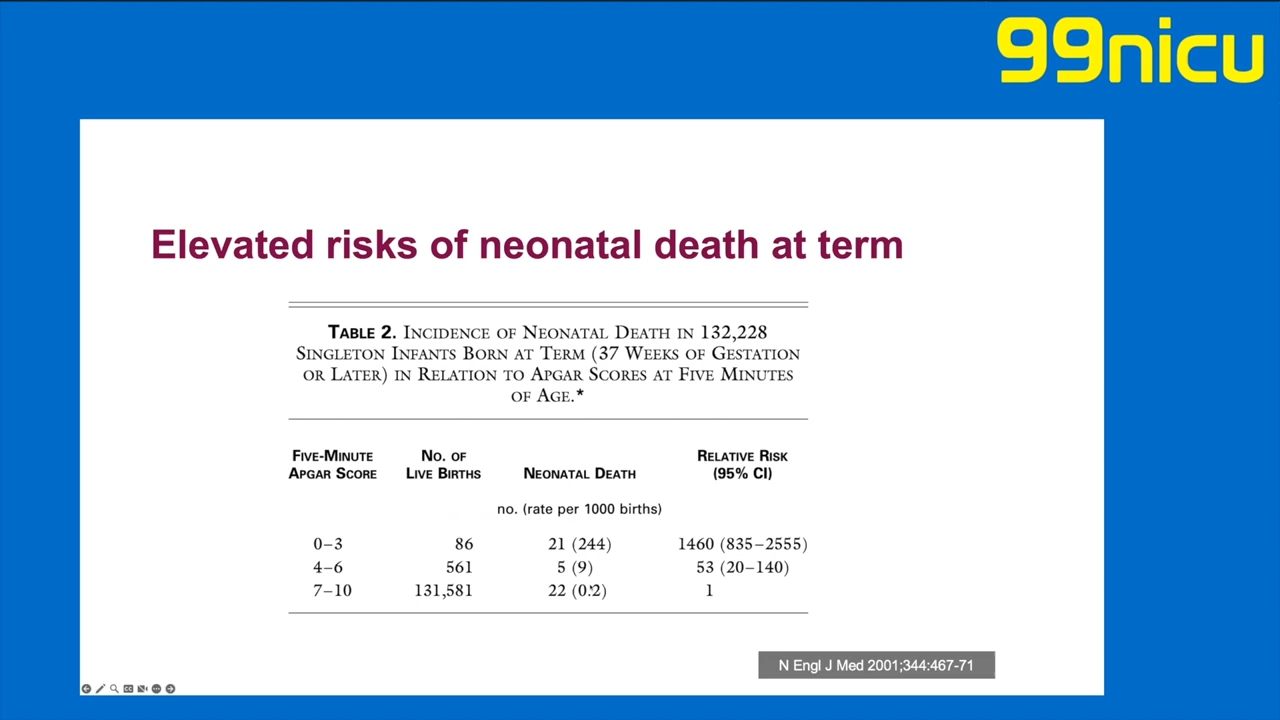 99nicu
Elevated risks of neonatal death at term
TABLE 2. INCIDENCE OF NEONATAL DEATH IN 132,228
SINGLETON INFANTS BORN AT TERM (37 WEEKS OF GESTATION
OR LATER) IN RELATION TO APGAR SCORES AT FIVE MINUTES
OF AGE.*
FIVE-MINUTE NO. OF RELATIVE RISK
APGAR SCORE LIVE BIRTHS NEONATAL DEATH (95% CI)
no. (rate per 1000 births)
0–3 86 21 (244) 1460 (835–2555)
4–6 561 5 (9) 53 (20–140)
7–10 131,581 22 (0.2) 1
N Engl J Med 2001;344:467-71